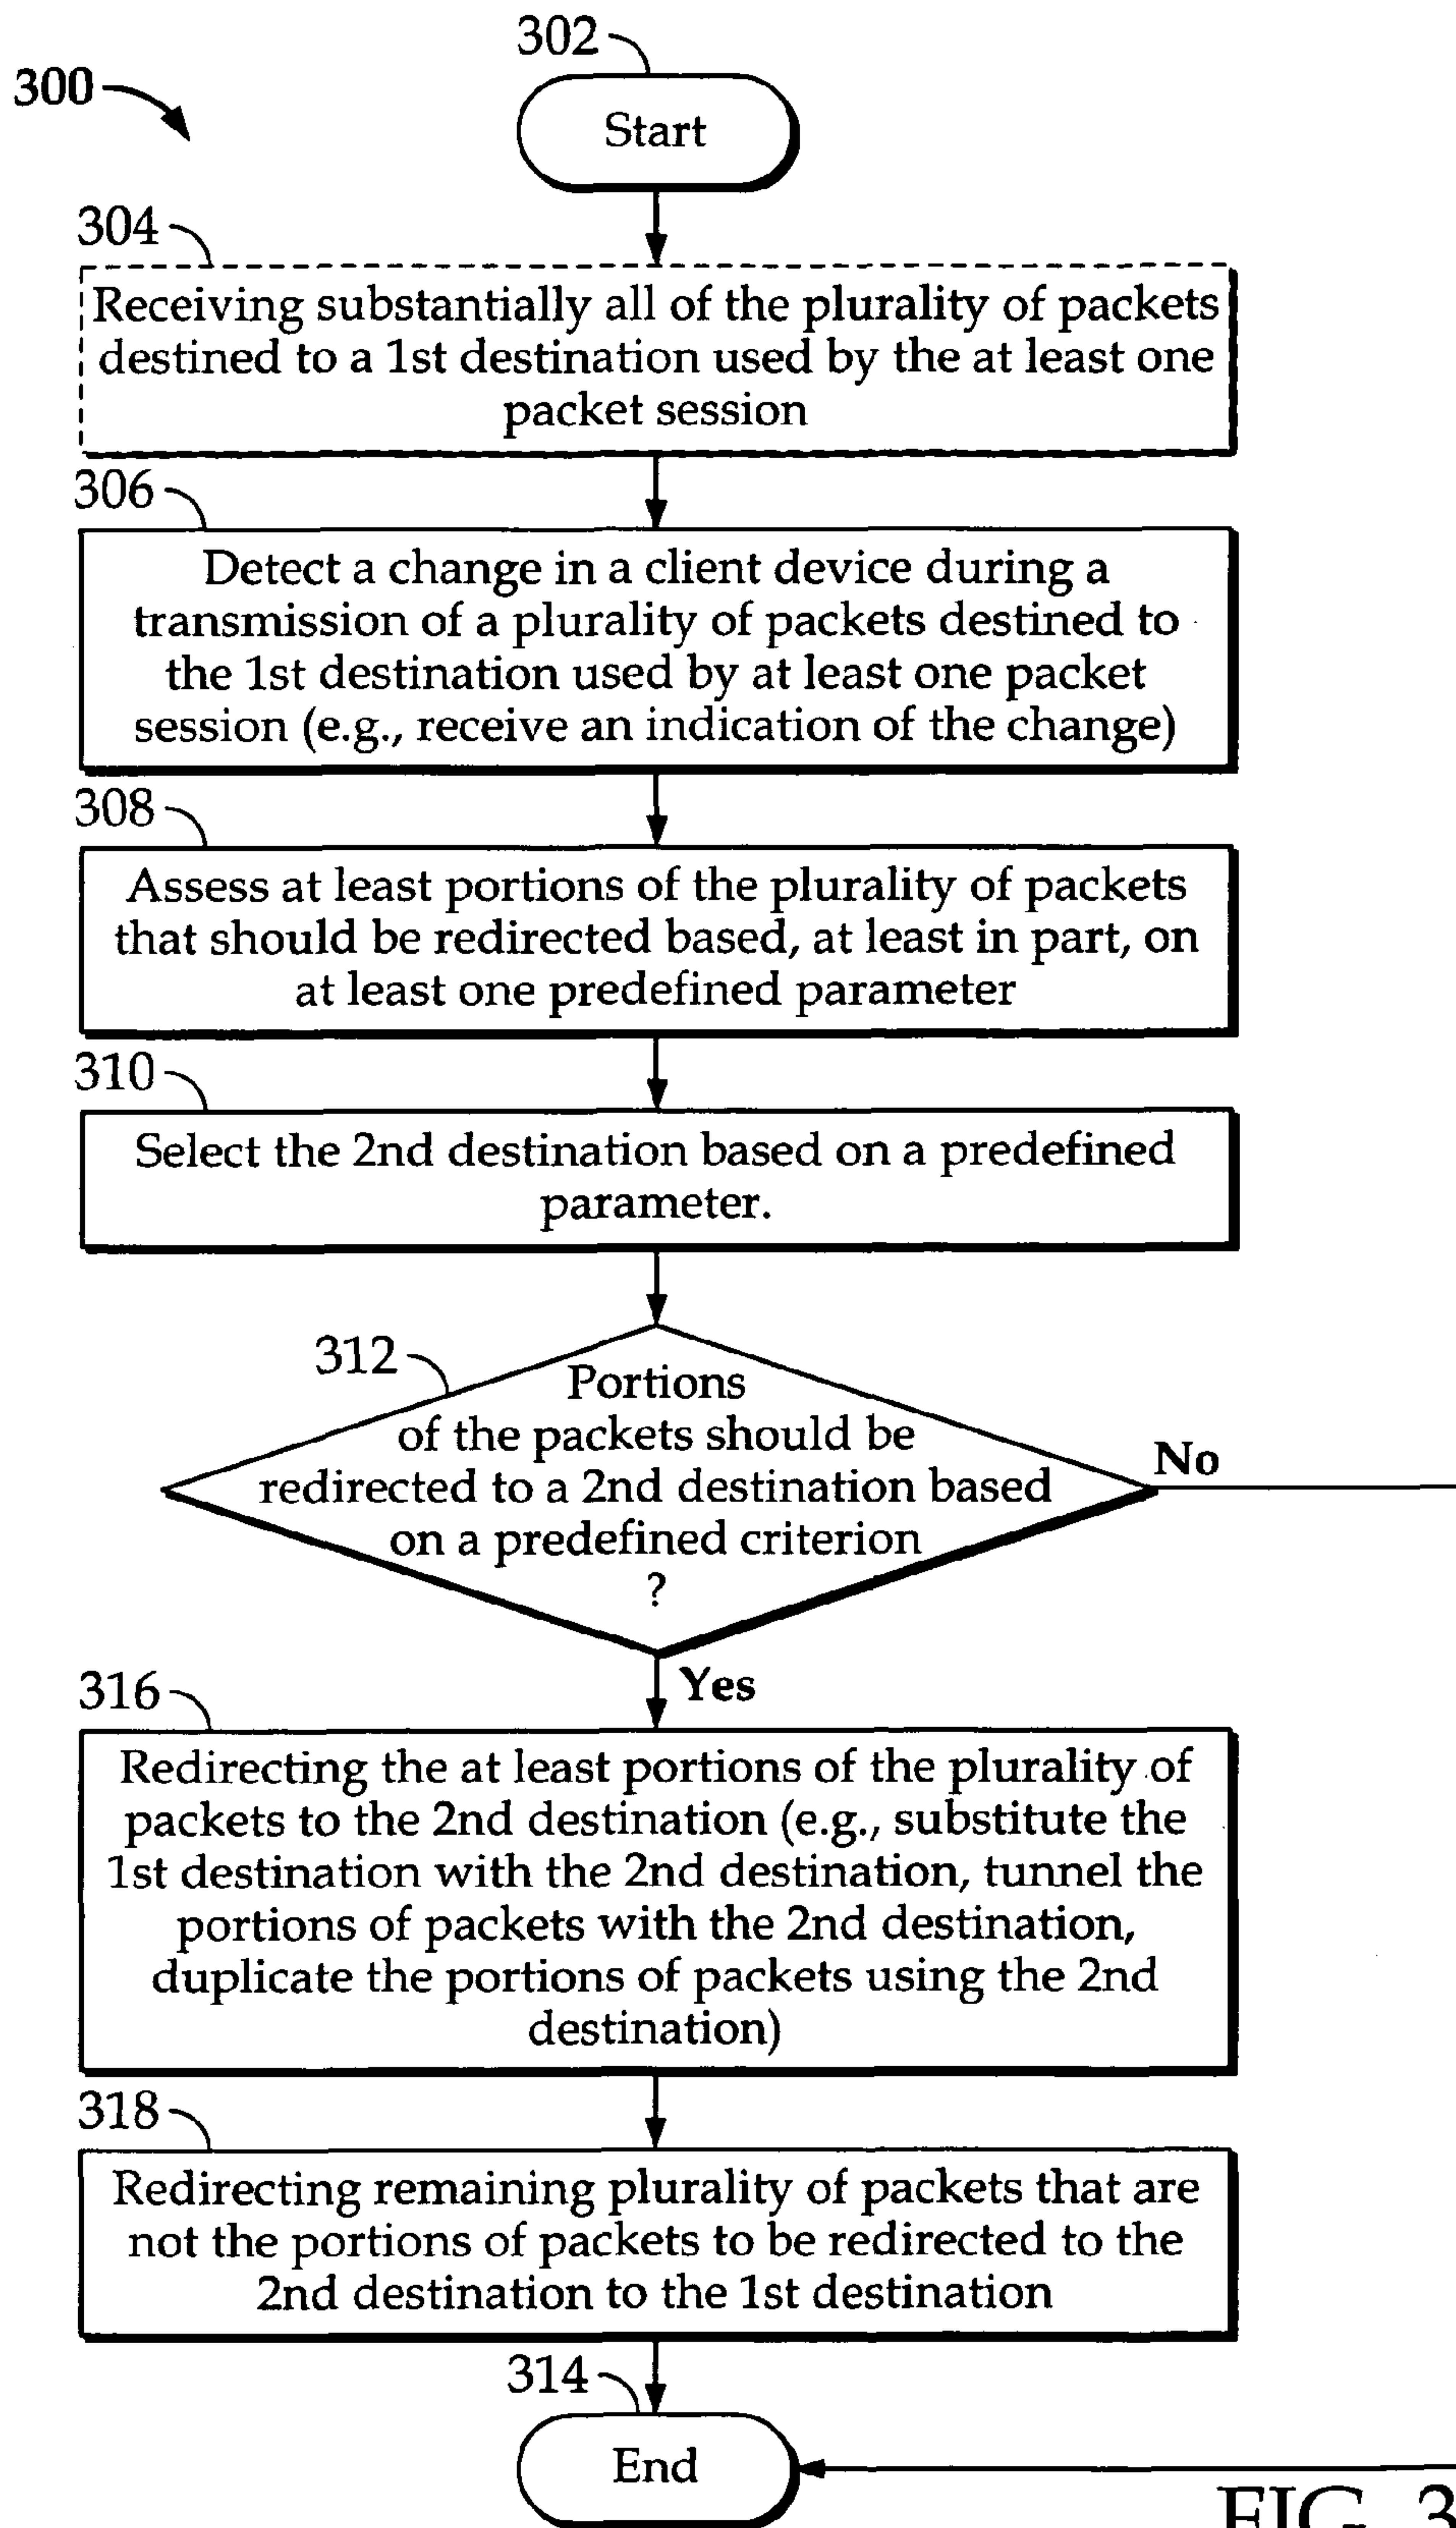 302
300
Start
304
Receiving substantially all of the plurality of packets
destined to a 1st destination used by the at least one
packet session
306
Detect a change in a client device during a
transmission of a plurality of packets destined to
the 1st destination used by at least one packet
session (e.g., receive an indication of the change)
308
Assess at least portions of the plurality of packets
that should be redirected based, at least in part, on
at least one predefined parameter
310
Select the 2nd destination based on a predefined
parameter.
312
Portions
of the packets should be
redirected to a 2nd destination based
on a predefined criterion
?
No
Yes
316
Redirecting the at least portions of the plurality of
packets to the 2nd destination (e.g., substitute the
1st destination with the 2nd destination, tunnel the
portions of packets with the 2nd destination,
duplicate the portions of packets using the 2nd
destination)
318
Redirecting remaining plurality of packets that are
not the portions of packets to be redirected to the
2nd destination to the 1st destination
314
End
FIG. 3